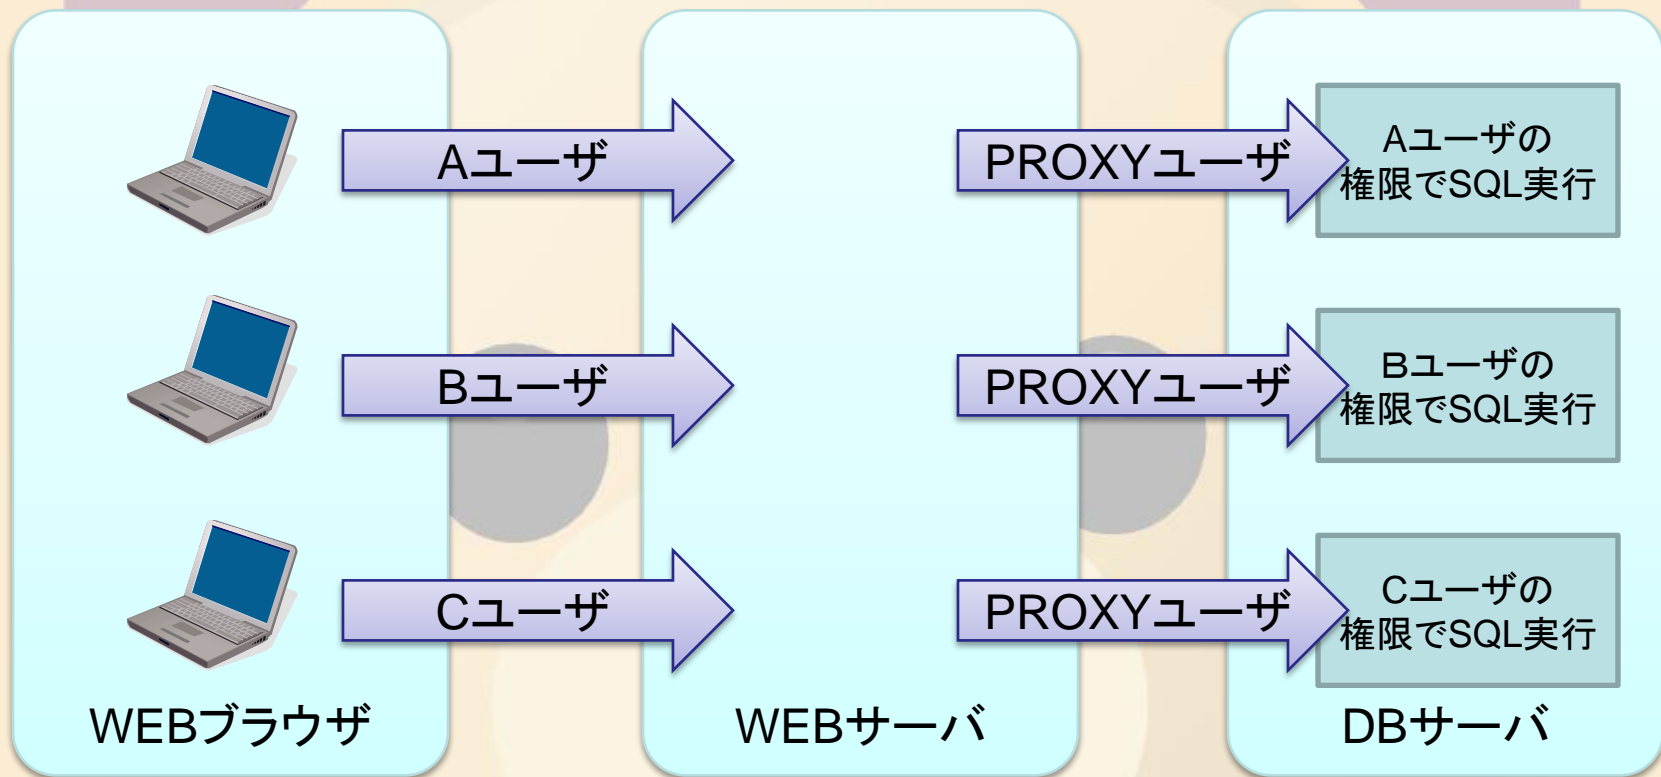 Aユーザ
PROXYユーザ
Aユーザの
権限でSQL実行
Bユーザ
PROXYユーザ
Bユーザの
権限でSQL実行
Cユーザ
PROXYユーザ
Cユーザの
権限でSQL実行
WEBブラウザ
WEBサーバ
DBサーバ